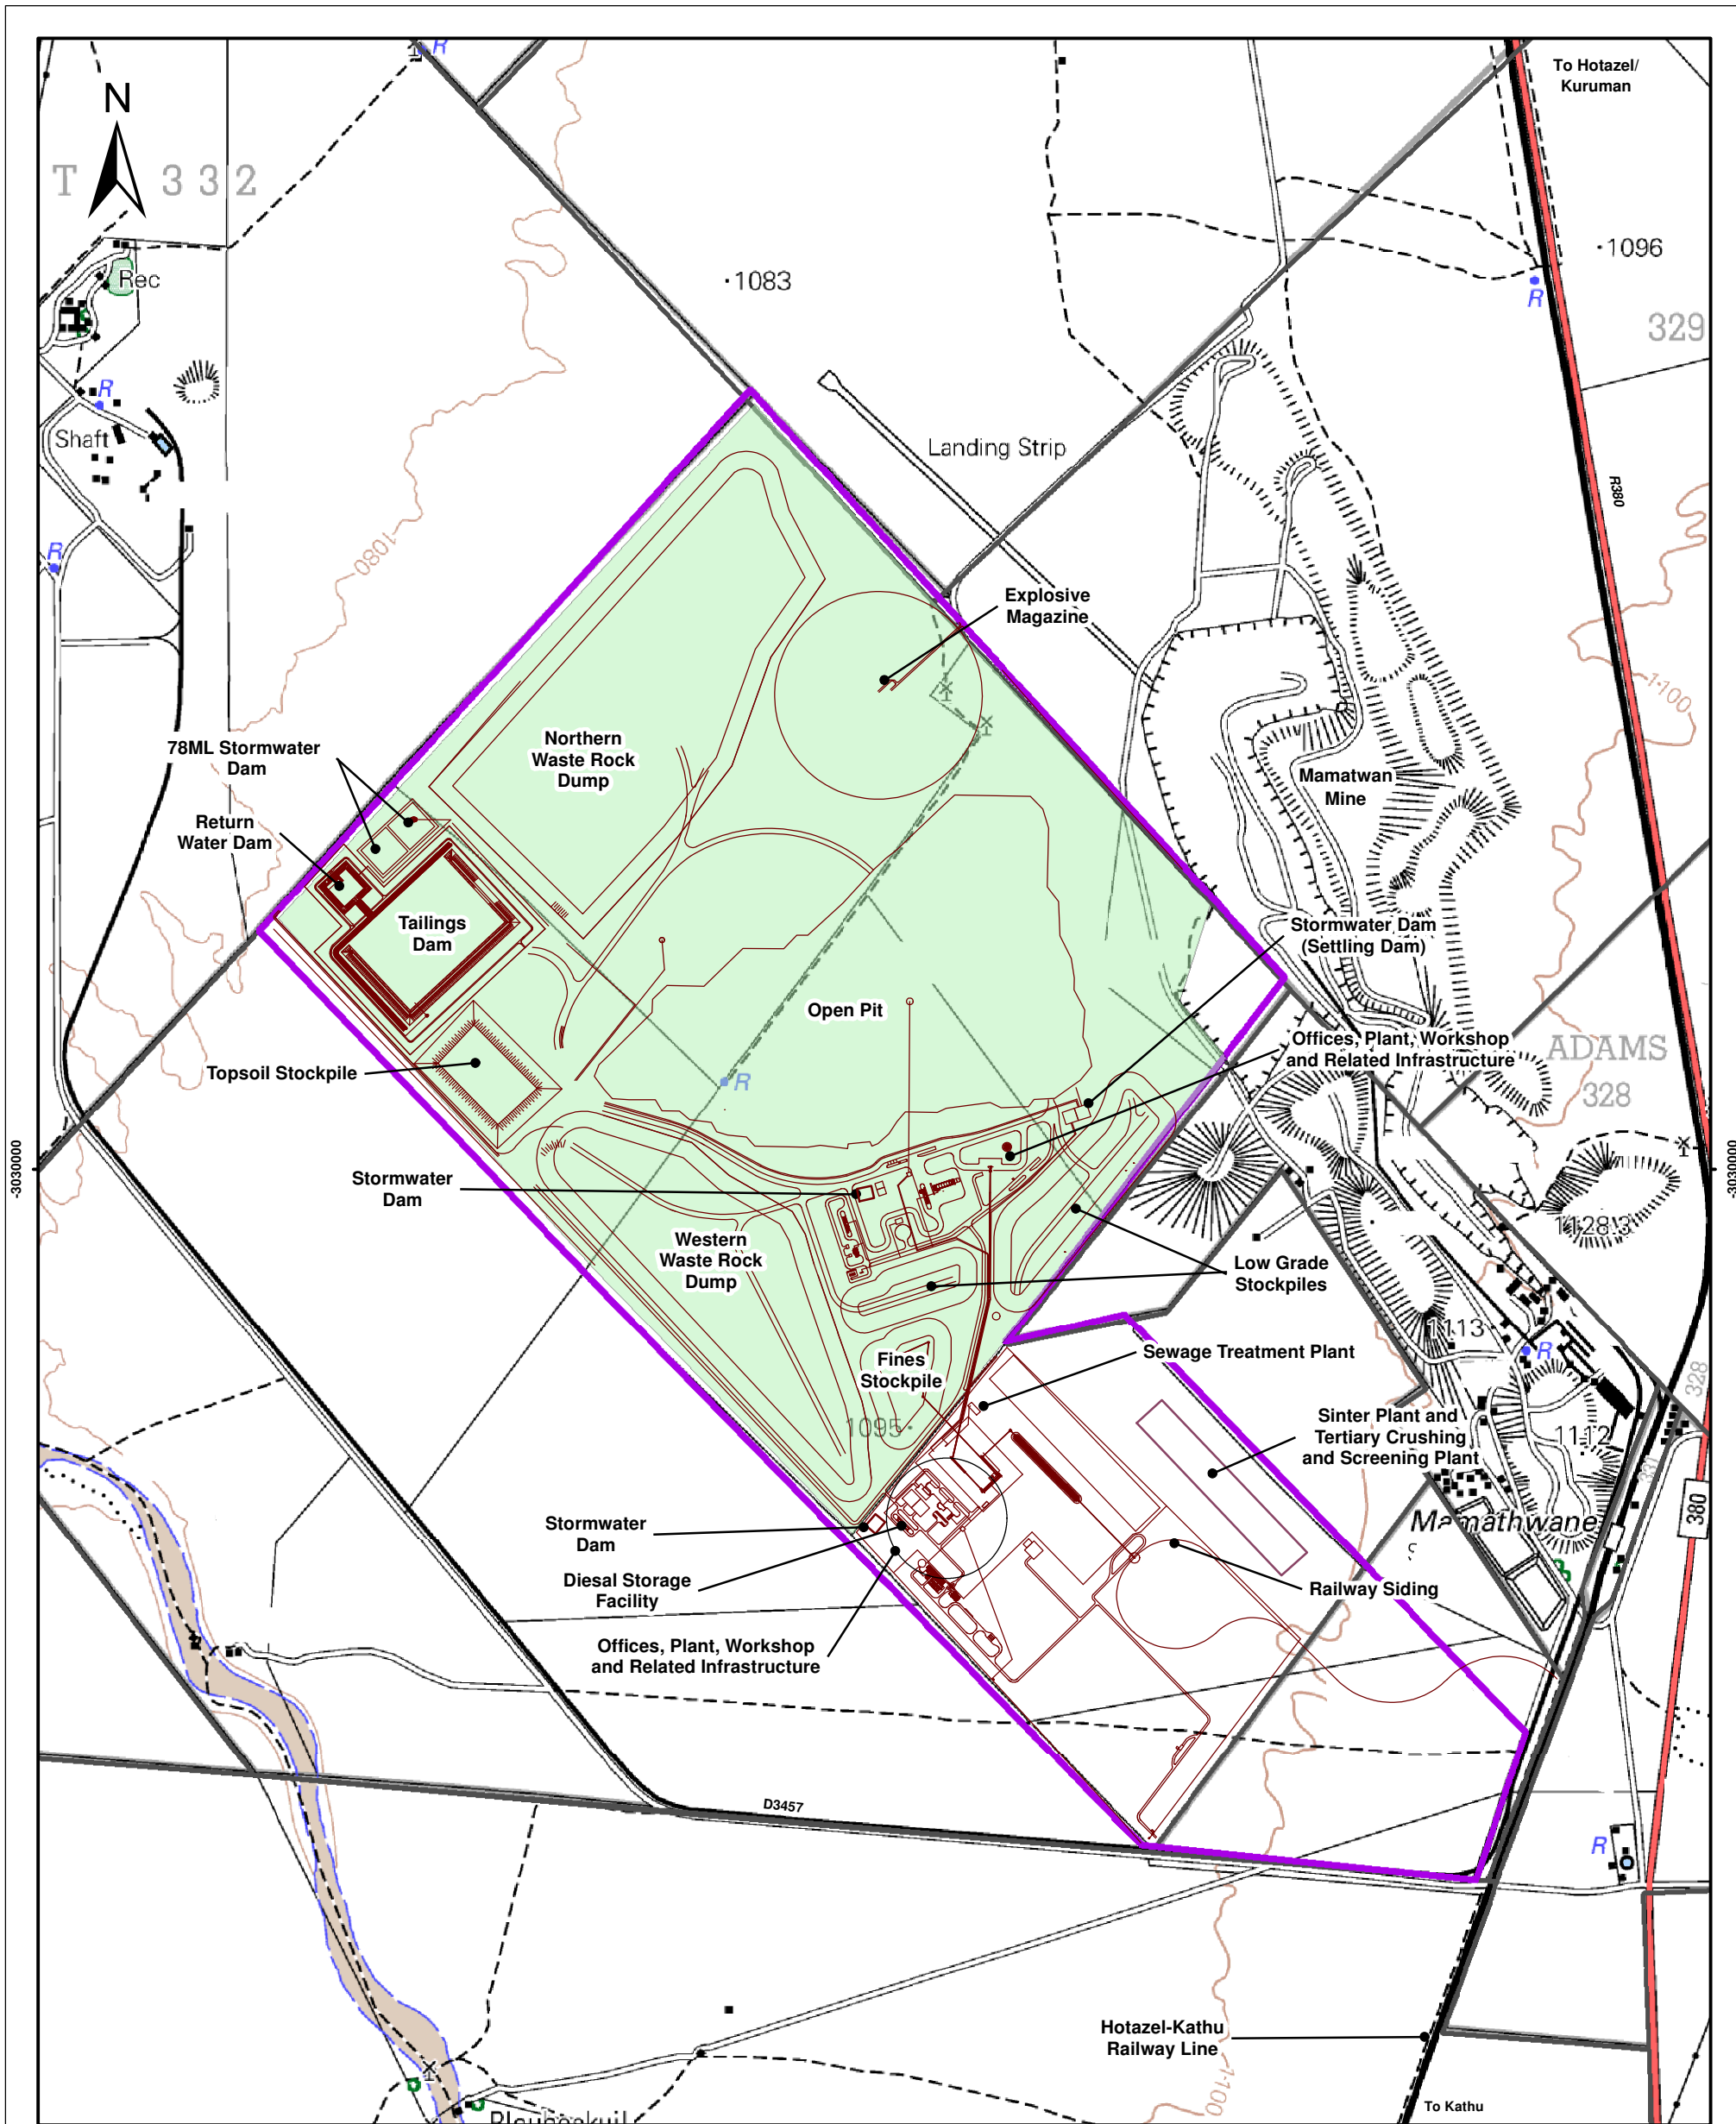 To Hotazel/
Kuruman
R
N
T 332
1096
Rec
1083
R
329
R
Landing Strip
Shaft
R380
R
1080
Explosive
Magazine
1100
Northern
Waste Rock
Dump
78ML Stormwater
Dam
Mamatwan
Mine
Return
Water Dam
Tailings
Dam
Stormwater Dam
(Settling Dam)
Open Pit
Offices, Plant, Workshop
and Related Infrastructure
ADAMS
328
Topsoil Stockpile
R
-3030000
-3030000
Stormwater
Dam
1128.3
Western
Waste Rock
Dump
Low Grade
Stockpiles
1113
R
Sewage Treatment Plant
Fines
Stockpile
328
1095
Sinter Plant and
Tertiary Crushing
and Screening Plant
1112
331
380
Mamathwane
Stormwater
Dam
Diesal Storage
Facility
Railway Siding
Offices, Plant, Workshop
and Related Infrastructure
D3457
R
Hotazel-Kathu
Railway Line
1100
To Kathu